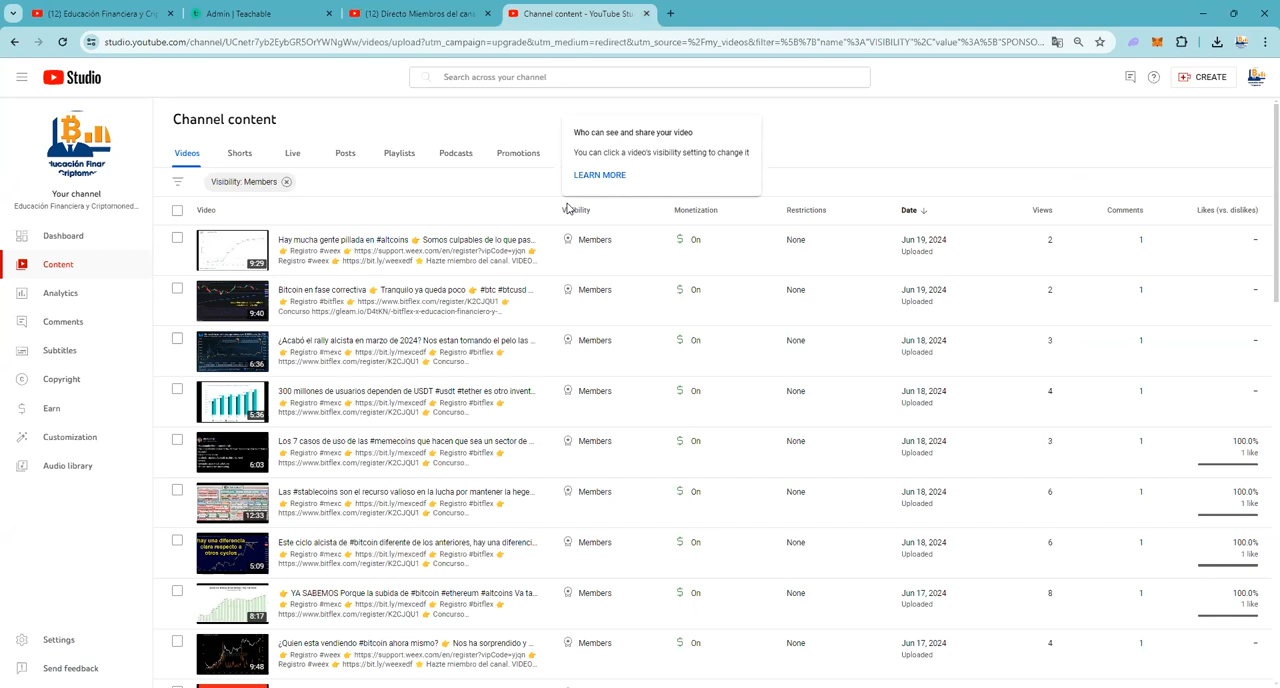 (12) Educación Financiera y Crip
Admin | Teachable
(12) Directo Miembros del can
Channel content - YouTube Stu
studio.youtube.com/channel/UCnetr7yb2EybGR5OrYWNgWw/videos/upload?utm_campaign=upgrade&utm_medium=redirect&utm_source=%2Fmy_videos&filter=%5B%7B"name"%3A"VISIBILITY"%2C"value"%3A%5B"SPONSO...
Studio
Search across your channel
CREATE
Your channel
Educación Financiera y Criptomoned...
Dashboard
Content
Analytics
Comments
Subtitles
Copyright
Earn
Customization
Audio library
Settings
Send feedback
Channel content
Who can see and share your video
You can click a video's visibility setting to change it
LEARN MORE
Videos Shorts Live Posts Playlists Podcasts Promotions
Visibility: Members
Video Visibility Monetization Restrictions Date Views Comments Likes (vs. dislikes)
Hay mucha gente pillada en #altcoins 👉 Somos culpables de lo que pas... Members On None Jun 19, 2024 2 1 –
👉 Registro #weex 👉 https://support.weex.com/en/register?vipCode=yjqn 👉 Uploaded
Registro #mexc 👉 https://bit.ly/weexedf 👉 Hazte miembro del canal. VIDEO...
9:29
Bitcoin en fase correctiva 👉 Tranquilo ya queda poco 👉 #btc #btcusd ... Members On None Jun 19, 2024 2 1 –
👉 Registro #bitflex 👉 https://www.bitflex.com/register/K2CJQU1 👉 Uploaded
Concurso https://gleam.io/D4tKN/-bitflex-x-educacion-financiero-y-...
9:40
¿Acabó el rally alcista en marzo de 2024? Nos estan tomando el pelo las ... Members On None Jun 18, 2024 3 1 –
👉 Registro #mexc 👉 https://bit.ly/mexcedf 👉 Registro #bitflex 👉 Uploaded
https://www.bitflex.com/register/K2CJQU1 👉 Concurso...
6:36
300 millones de usuarios dependen de USDT #usdt #tether es otro invent... Members On None Jun 18, 2024 4 1 –
👉 Registro #mexc 👉 https://bit.ly/mexcedf 👉 Registro #bitflex 👉 Uploaded
https://www.bitflex.com/register/K2CJQU1 👉 Concurso...
5:36
Los 7 casos de uso de las #memecoins que hacen que sea un sector de ... Members On None Jun 18, 2024 3 1 100.0%
👉 Registro #mexc 👉 https://bit.ly/mexcedf 👉 Registro #bitflex 👉 Uploaded 1 like
https://www.bitflex.com/register/K2CJQU1 👉 Concurso...
6:03
Las #stablecoins son el recurso valioso en la lucha por mantener la hege... Members On None Jun 18, 2024 6 1 100.0%
👉 Registro #mexc 👉 https://bit.ly/mexcedf 👉 Registro #bitflex 👉 Uploaded 1 like
https://www.bitflex.com/register/K2CJQU1 👉 Concurso...
12:33
Este ciclo alcista de #bitcoin diferente de los anteriores, hay una diferenci... Members On None Jun 18, 2024 6 1 100.0%
👉 Registro #mexc 👉 https://bit.ly/mexcedf 👉 Registro #bitflex 👉 Uploaded 1 like
https://www.bitflex.com/register/K2CJQU1 👉 Concurso...
hay una diferencia
clara respecto a
otros cyclos
5:09
👉 YA SABEMOS Porque la subida de #bitcoin #ethereum #altcoins Va ta... Members On None Jun 17, 2024 8 1 100.0%
👉 Registro #mexc 👉 https://bit.ly/mexcedf 👉 Registro #bitflex 👉 Uploaded 1 like
https://www.bitflex.com/register/K2CJQU1 👉 Concurso...
8:17
¿Quien esta vendiendo #bitcoin ahora mismo? 👉 Nos ha sorprendido y ... Members On None Jun 17, 2024 4 1 –
👉 Registro #weex 👉 https://support.weex.com/en/register?vipCode=yjqn 👉 Uploaded
Registro #weex 👉 https://bit.ly/weexedf 👉 Hazte miembro del canal. VIDEO...
9:48